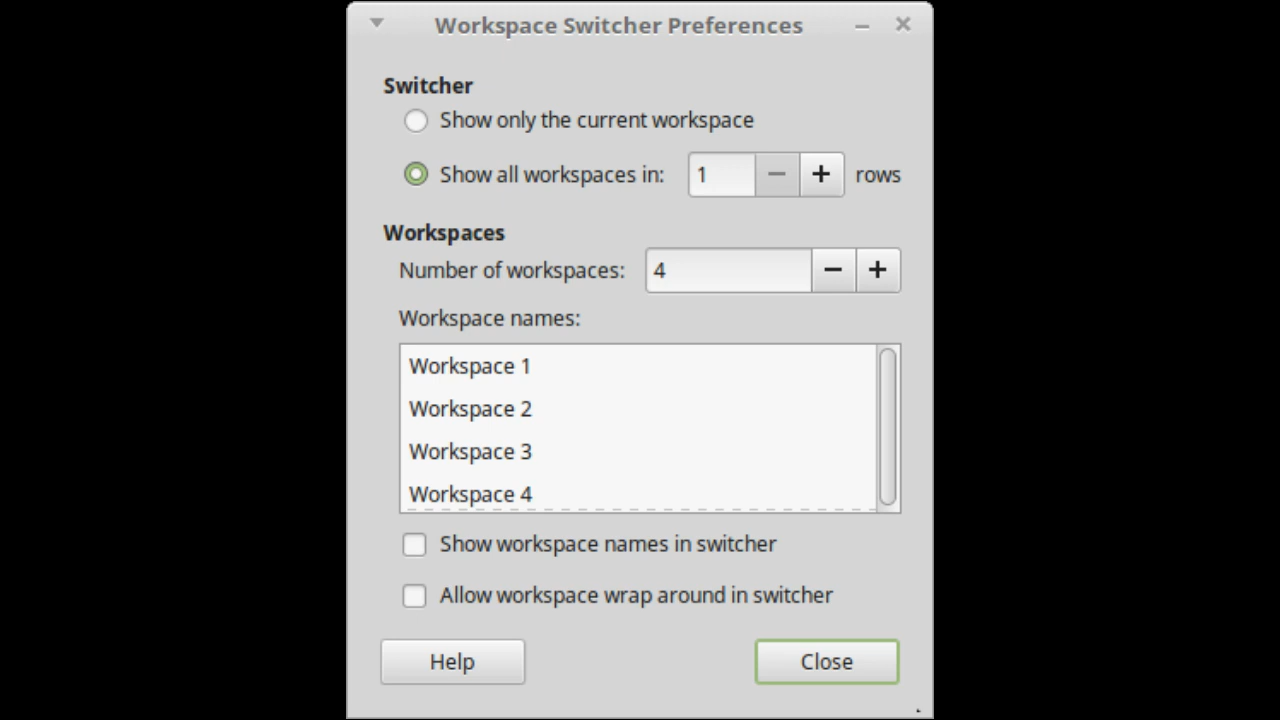 Workspace Switcher Preferences
Switcher
Show only the current workspace
Show all workspaces in: 1 rows
Workspaces
Number of workspaces: 4
Workspace names:
Workspace 1
Workspace 2
Workspace 3
Workspace 4
Show workspace names in switcher
Allow workspace wrap around in switcher
Help Close